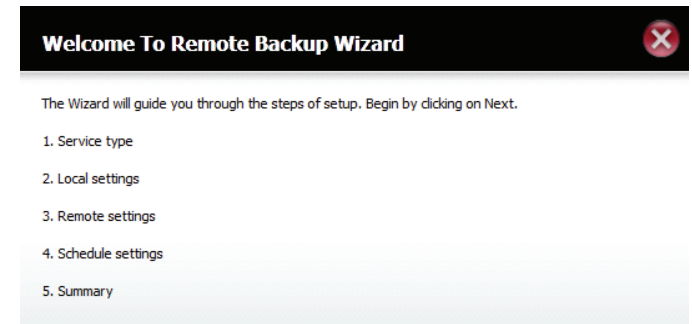 Welcome To Remote Backup Wizard
The Wizard will guide you through the steps of setup. Begin by clicking on Next.
1. Service type
2. Local settings
3. Remote settings
4. Schedule settings
5. Summary